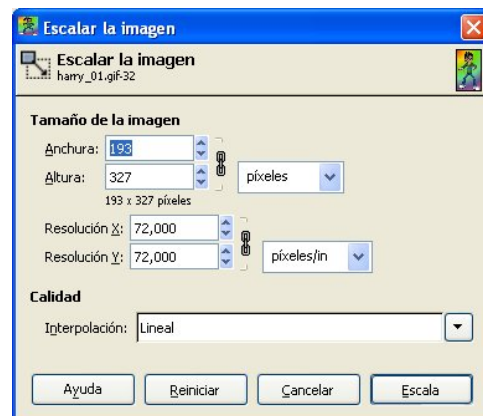 Escalar la imagen
Escalar la imagen
harry_01.gif-32
Tamaño de la imagen
Anchura: 193
Altura: 327 píxeles
193 x 327 píxeles
Resolución X: 72,000
Resolución Y: 72,000 píxeles/in
Calidad
Interpolación: Lineal
Ayuda Reiniciar Cancelar Escala